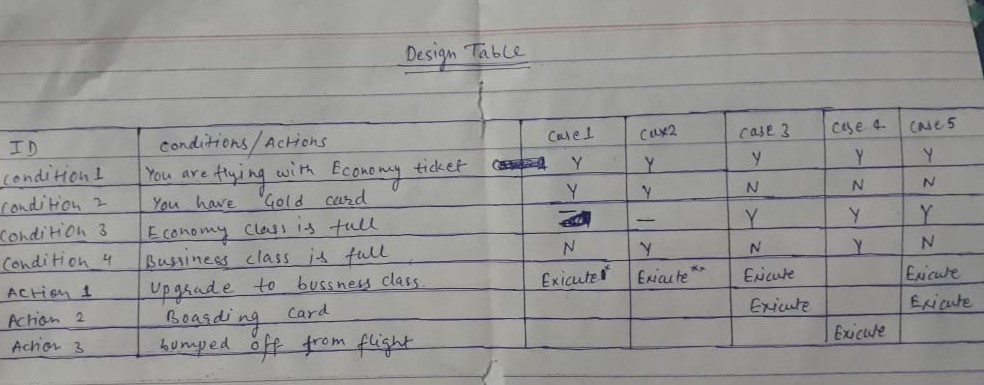 Design Table
ID Conditions/Actions Case 1 Case 2 Case 3 Case 4 Case 5
Condition 1 You are flying with Economy ticket Y Y Y Y Y
Condition 2 You have Gold card Y Y N N N
Condition 3 Economy class is full — Y Y Y
Condition 4 Bussiness class is full N Y N Y N
Action 1 Upgrade to bussness class. Exicute* Exicute** Exicute Exicute
Action 2 Boarding card Exicute Exicute
Action 3 bumped off from flight Exicute